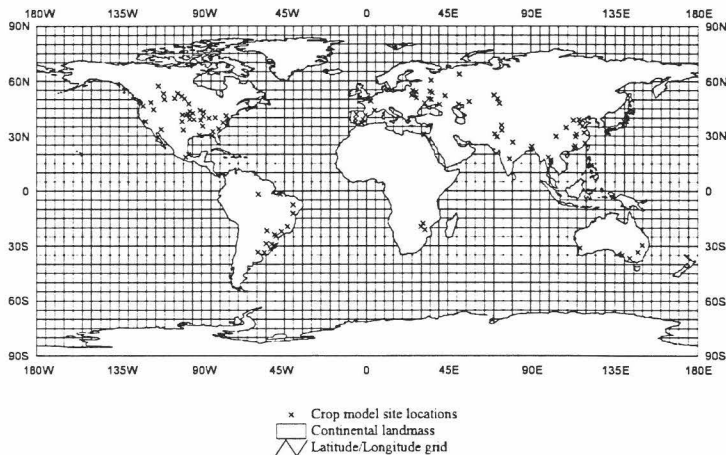 180W 135W 90W 45W 0 45E 90E 135E 180E
90N 90N
60N 60N
30N 30N
0 0
30S 30S
60S 60S
90S 90S
180W 135W 90W 45W 0 45E 90E 135E 180E
× Crop model site locations
Continental landmass
Latitude/Longitude grid